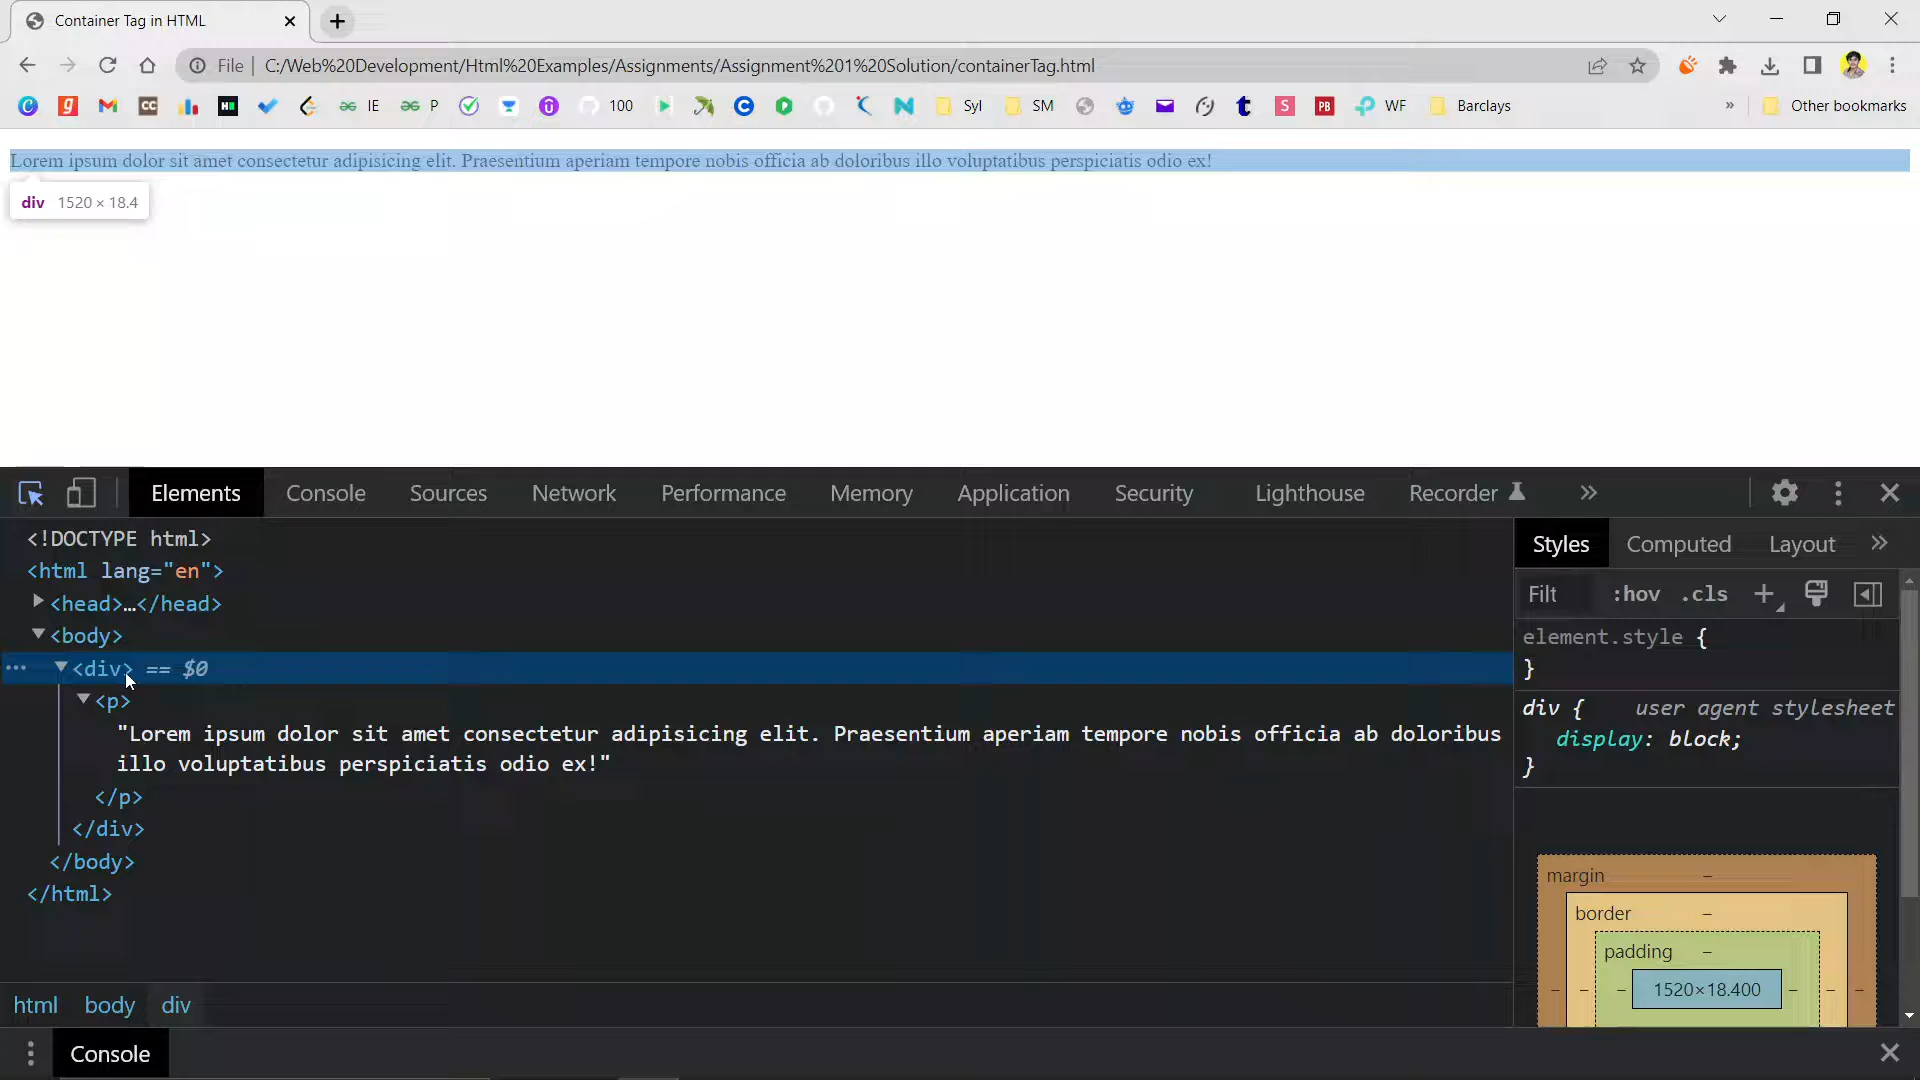 Container Tag in HTML
File
C:/Web%20Development/Html%20Examples/Assignments/Assignment%201%20Solution/containerTag.html
IE P 100 Syl SM WF Barclays » Other bookmarks
Lorem ipsum dolor sit amet consectetur adipisicing elit. Praesentium aperiam tempore nobis officia ab doloribus illo voluptatibus perspiciatis odio ex!
div 1520 × 18.4
Elements Console Sources Network Performance Memory Application Security Lighthouse Recorder »
<!DOCTYPE html>
<html lang="en">
<head>…</head>
<body>
<div> == $0
<p>
"Lorem ipsum dolor sit amet consectetur adipisicing elit. Praesentium aperiam tempore nobis officia ab doloribus
illo voluptatibus perspiciatis odio ex!"
</p>
</div>
</body>
</html>
Styles Computed Layout »
Filt :hov .cls
element.style {
}
div { user agent stylesheet
display: block;
}
margin –
border –
padding –
– – – 1520×18.400 – – –
html body div
Console